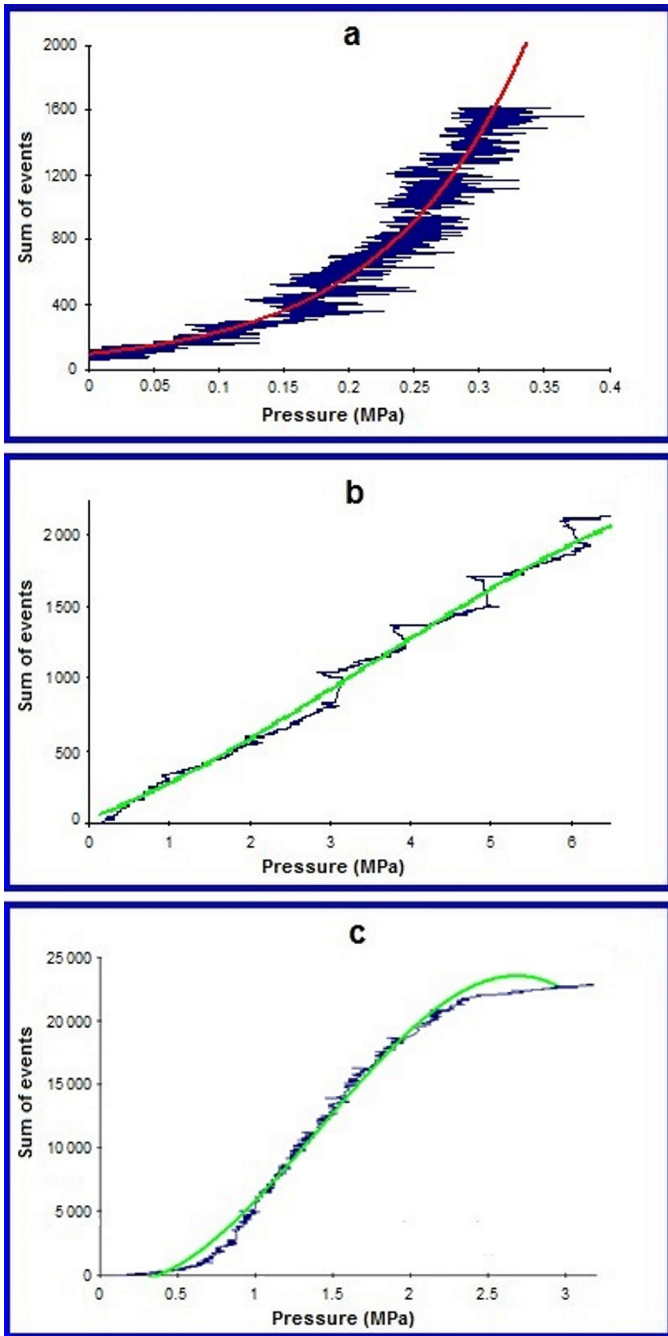 a
2000
1600
1200
800
400
0
Sum of events
0 0.05 0.1 0.15 0.2 0.25 0.3 0.35 0.4
Pressure (MPa)
b
2 000
1 500
1000
500
0
Sum of events
0 1 2 3 4 5 6
Pressure (MPa)
c
25 000
20 000
15 000
10 000
5 000
0
Sum of events
0 0.5 1 1.5 2 2.5 3
Pressure (MPa)